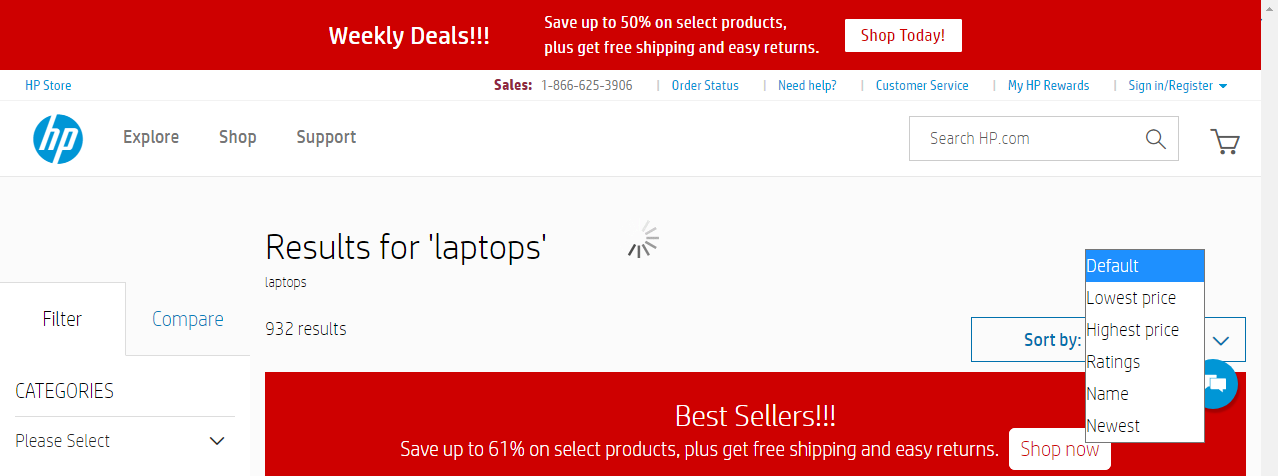 Weekly Deals!!!
Save up to 50% on select products,
plus get free shipping and easy returns.
Shop Today!
HP Store
Sales: 1-866-625-3906
Order Status
Need help?
Customer Service
My HP Rewards
Sign in/Register
hp
Explore
Shop
Support
Search HP.com
Results for 'laptops'
laptops
Filter
Compare
932 results
Sort by:
Default
Lowest price
Highest price
Ratings
Name
Newest
CATEGORIES
Please Select
Best Sellers!!!
Save up to 61% on select products, plus get free shipping and easy returns.
Shop now